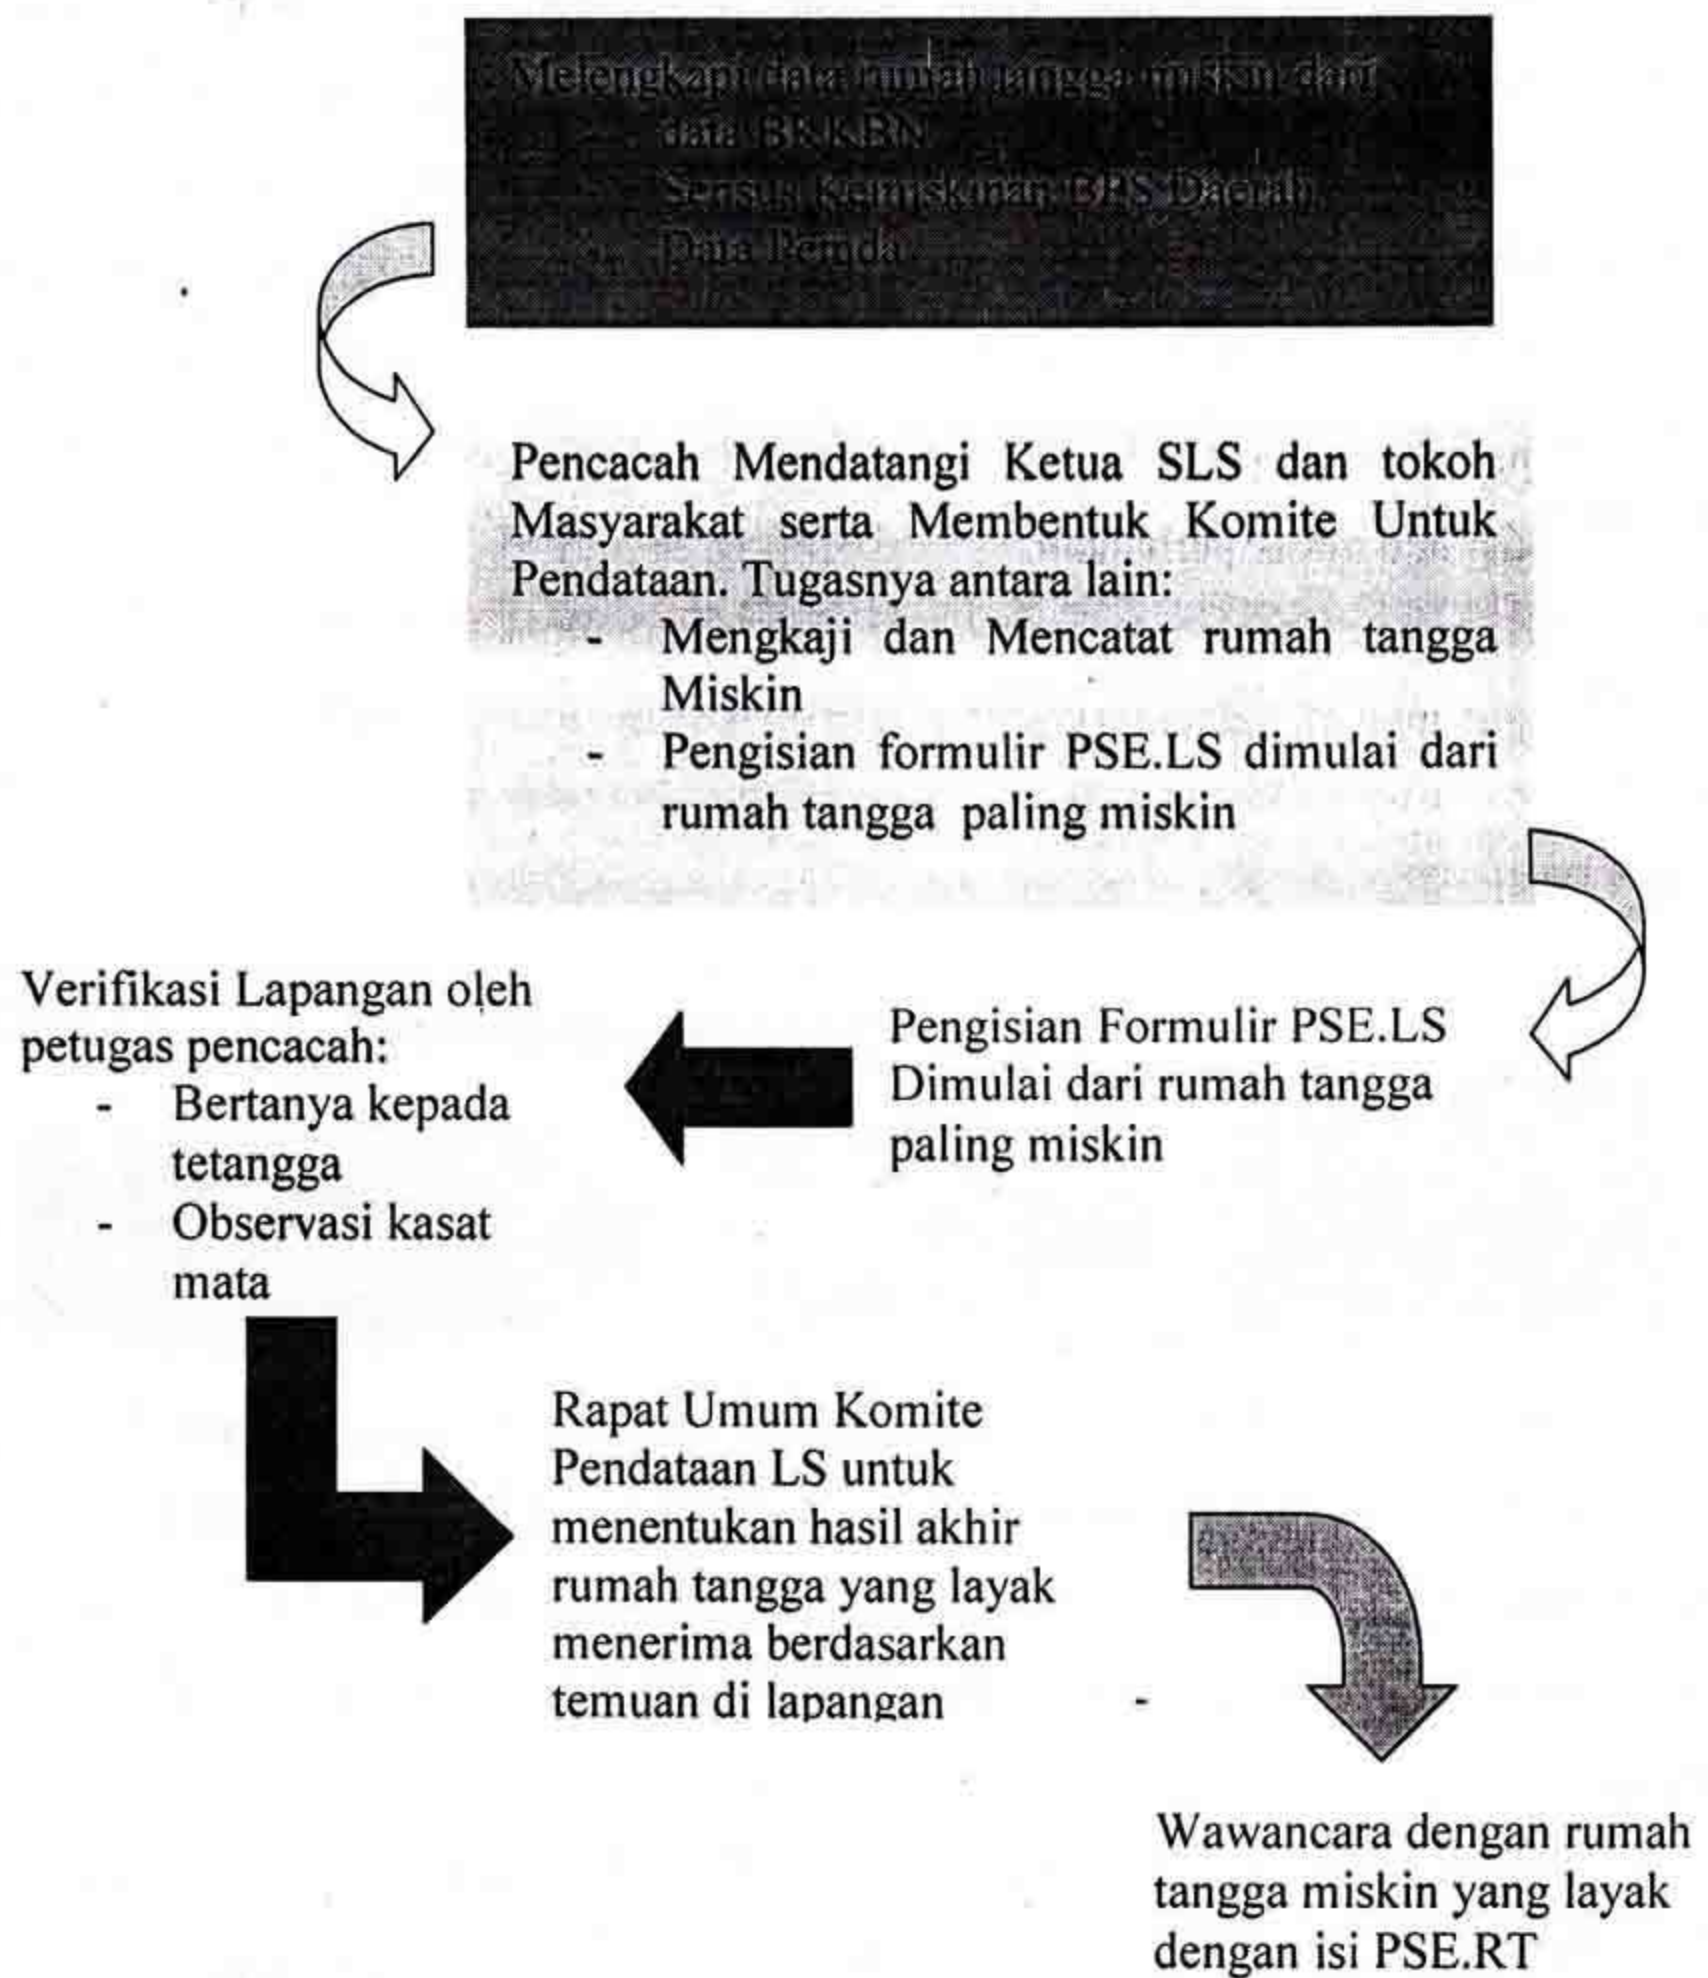 Melengkapi data rumah tangga miskin dari
data BKKBN
Sensus Kemiskinan BPS Daerah
Data Pemda
Pencacah Mendatangi Ketua SLS dan tokoh
Masyarakat serta Membentuk Komite Untuk
Pendataan. Tugasnya antara lain:
- Mengkaji dan Mencatat rumah tangga
Miskin
- Pengisian formulir PSE.LS dimulai dari
rumah tangga paling miskin
Pengisian Formulir PSE.LS
Dimulai dari rumah tangga
paling miskin
Verifikasi Lapangan oleh
petugas pencacah:
- Bertanya kepada
tetangga
- Observasi kasat
mata
Rapat Umum Komite
Pendataan LS untuk
menentukan hasil akhir
rumah tangga yang layak
menerima berdasarkan
temuan di lapangan -
Wawancara dengan rumah
tangga miskin yang layak
dengan isi PSE.RT